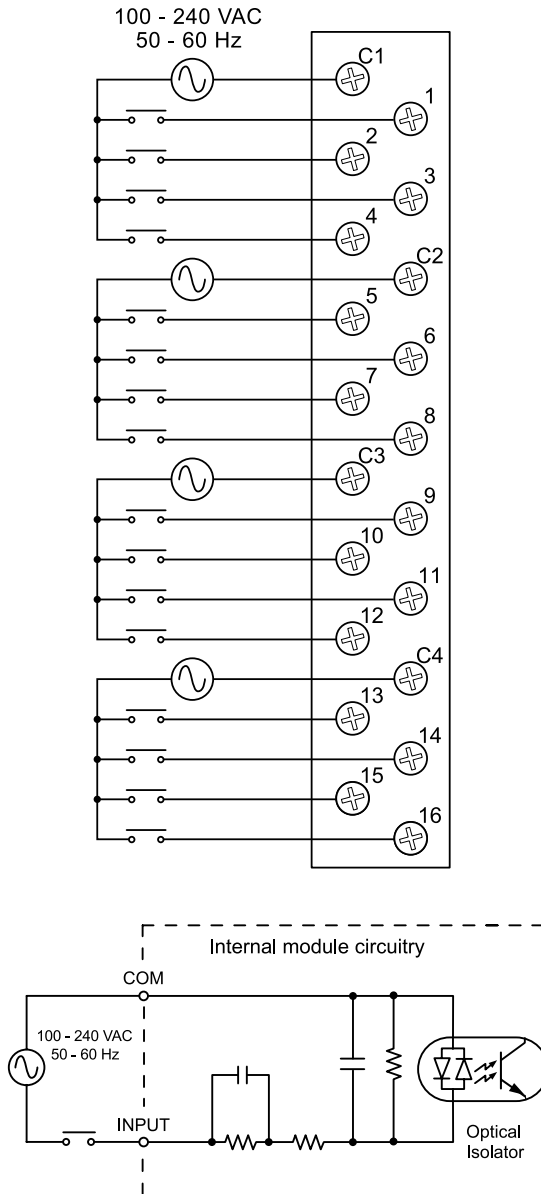 100 - 240 VAC
50 - 60 Hz
C1
1
2
3
4
C2
5
6
7
8
C3
9
10
11
12
C4
13
14
15
16
Internal module circuitry
COM
100 - 240 VAC
50 - 60 Hz
INPUT
Optical
Isolator